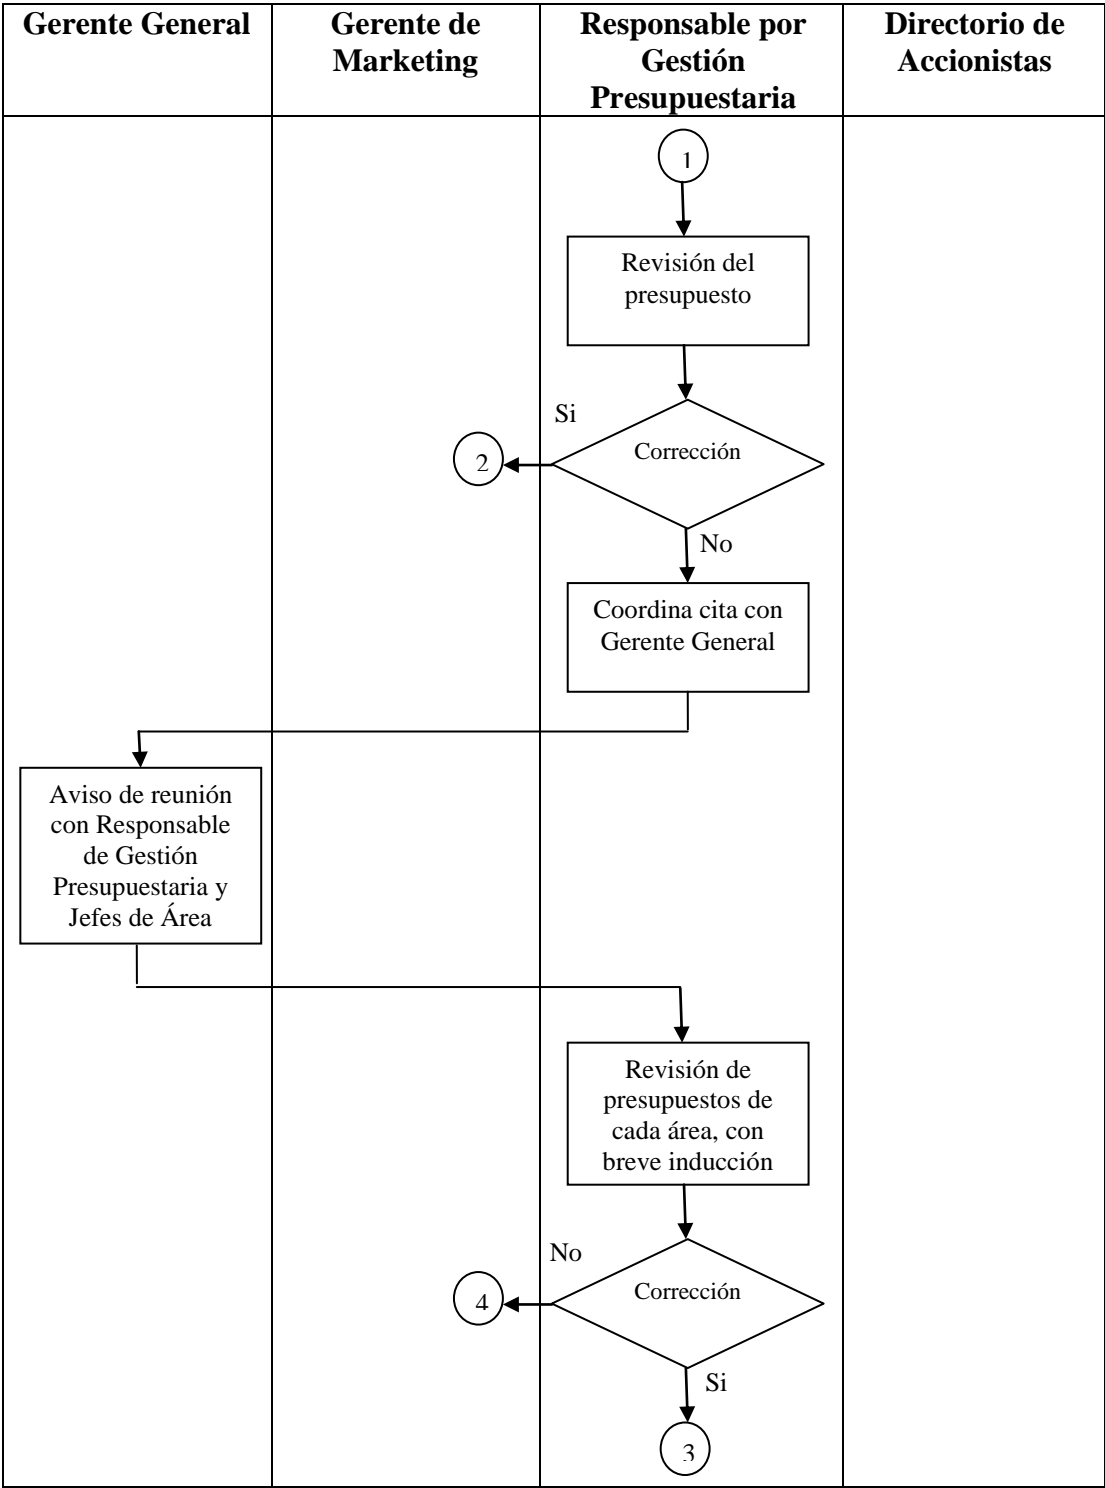 Gerente General
Gerente de
Marketing
Responsable por
Gestión
Presupuestaria
Directorio de
Accionistas
1
Revisión del
presupuesto
Si
Corrección
2
No
Coordina cita con
Gerente General
Aviso de reunión
con Responsable
de Gestión
Presupuestaria y
Jefes de Área
Revisión de
presupuestos de
cada área, con
breve inducción
No
Corrección
4
Si
3